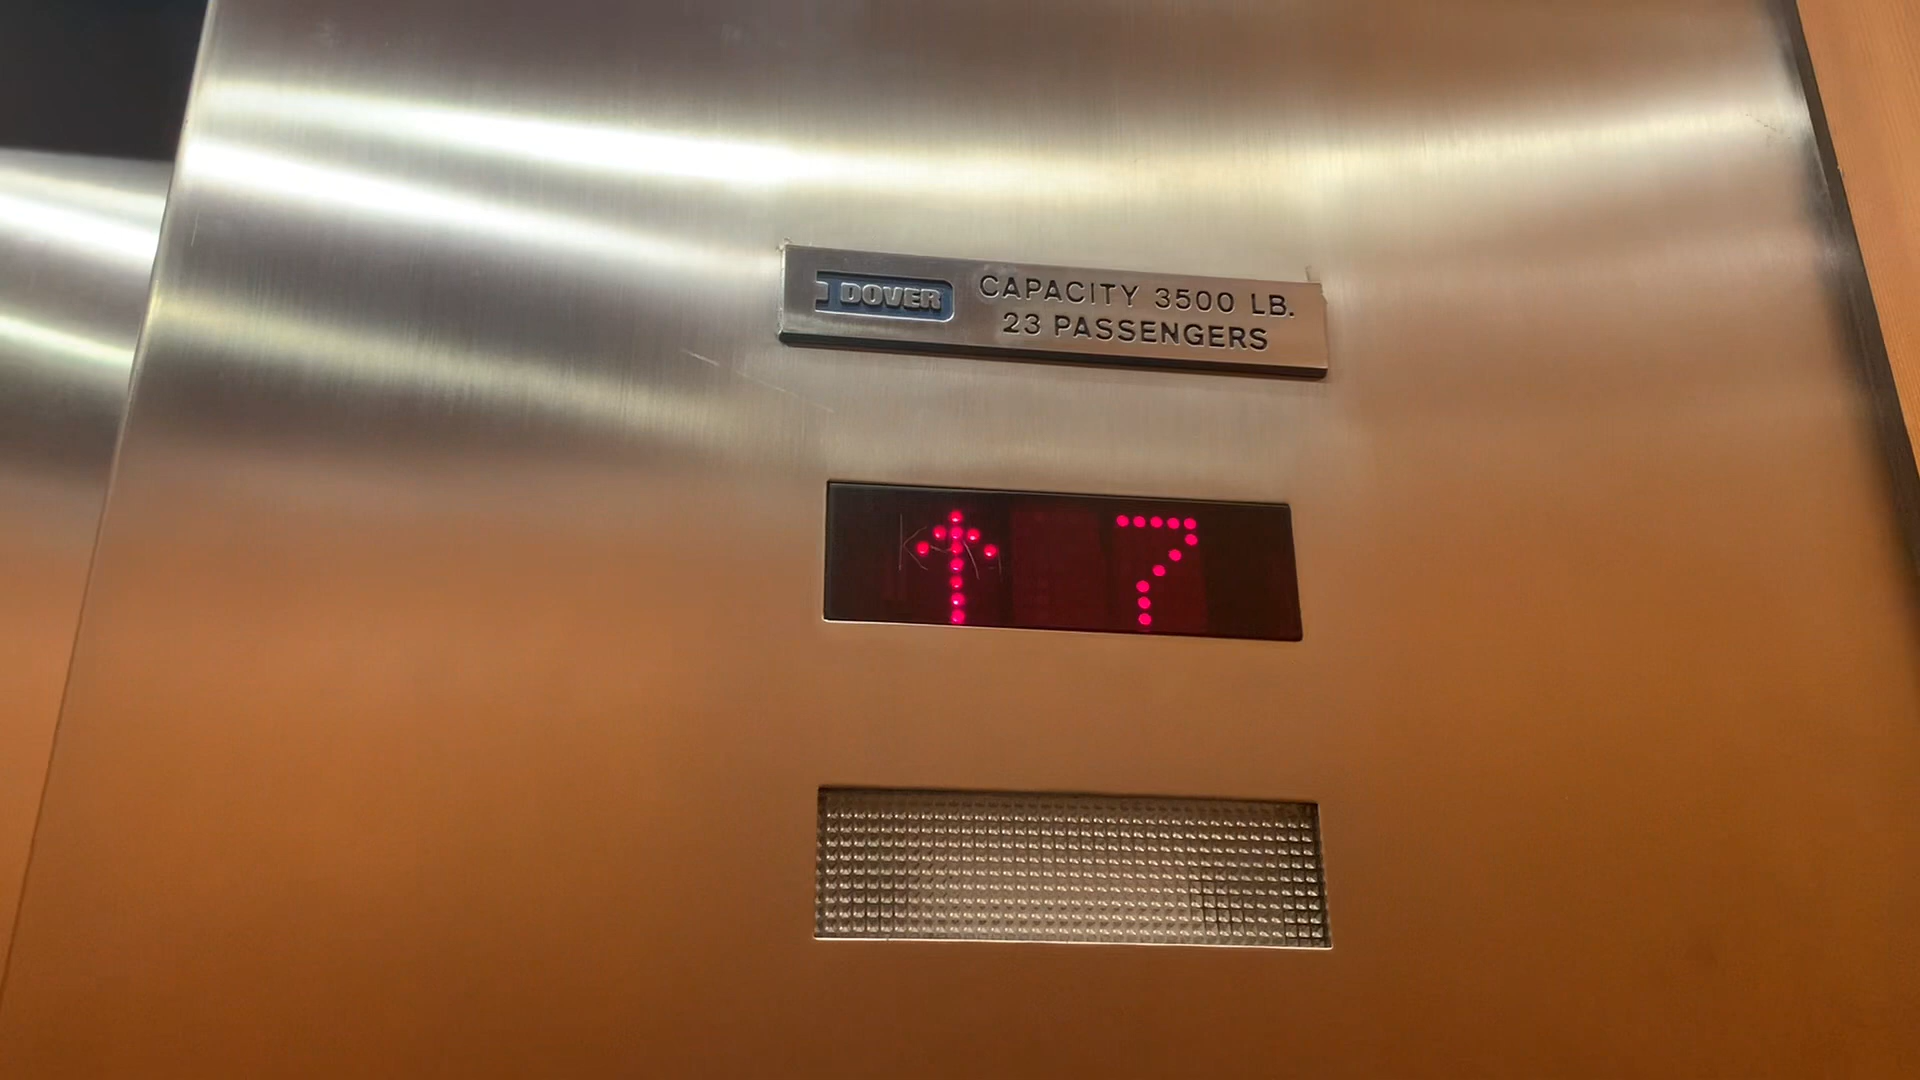 DOVER
CAPACITY 3500 LB.
23 PASSENGERS
↑ 7